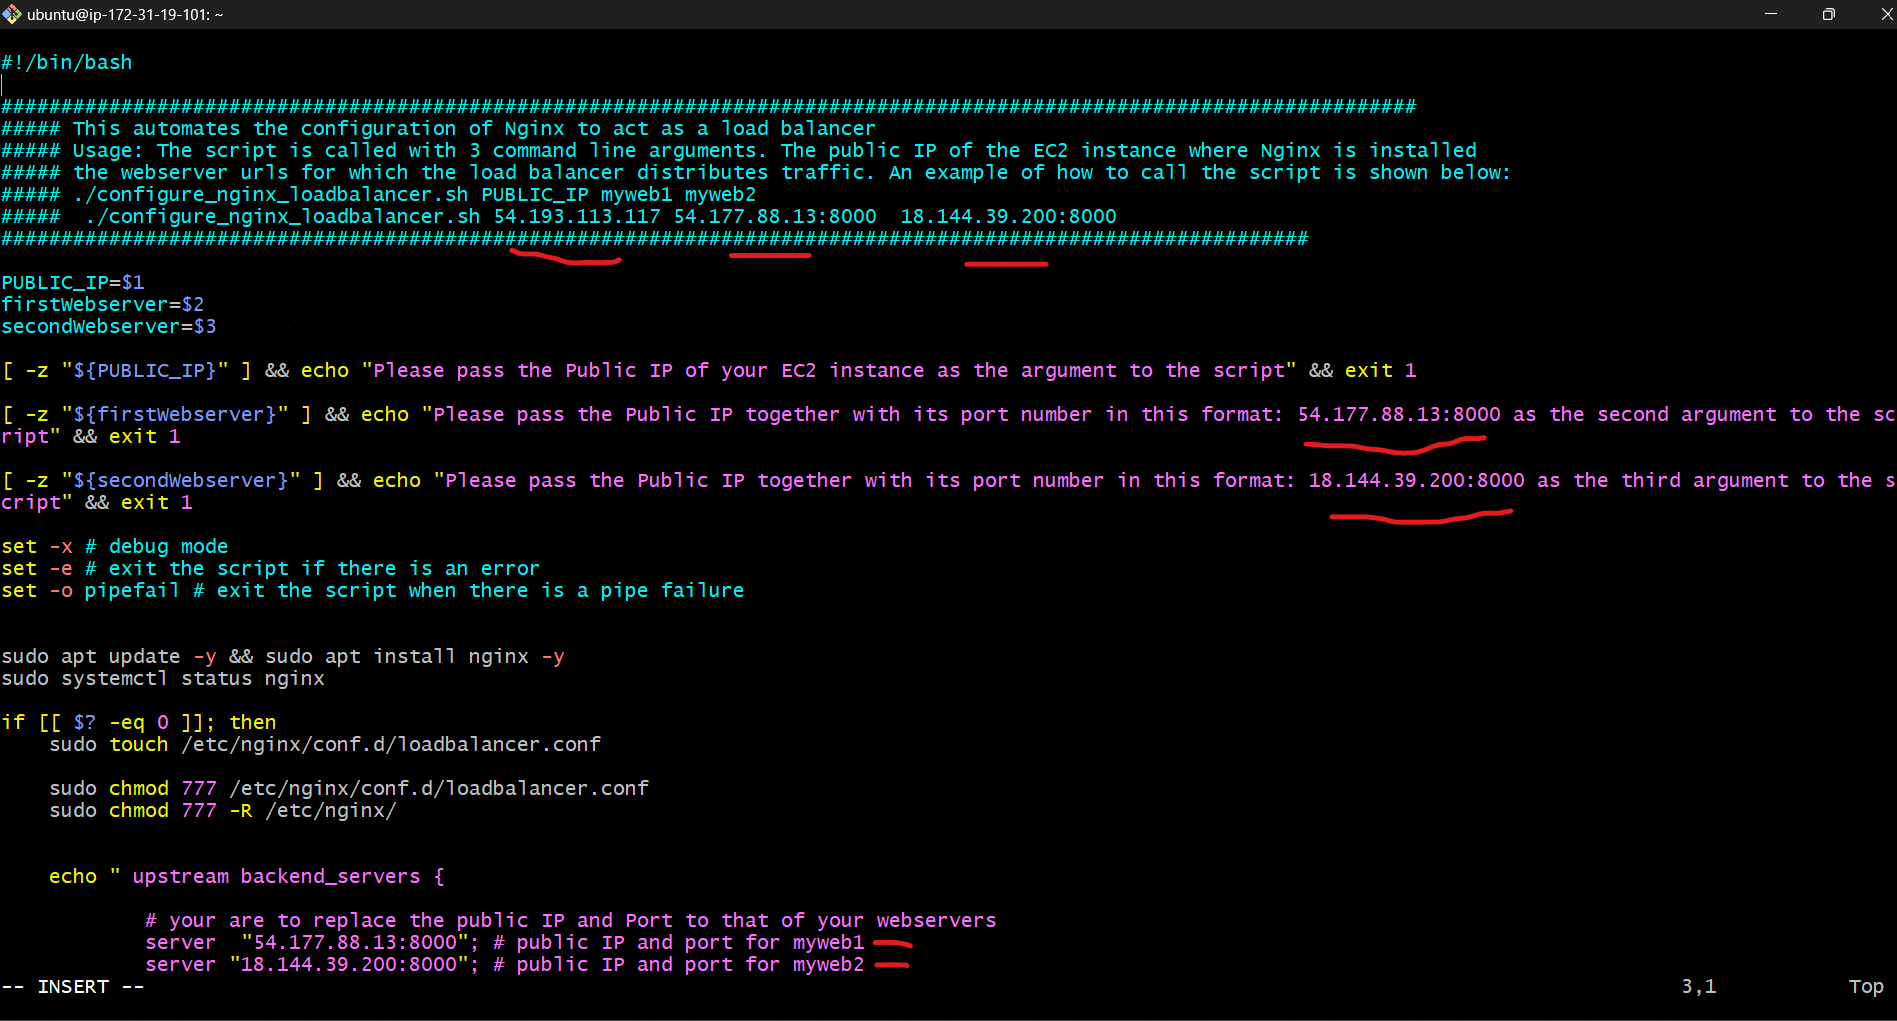 ubuntu@ip-172-31-19-101: ~
#!/bin/bash
######################################################################################################################
##### This automates the configuration of Nginx to act as a load balancer
##### Usage: The script is called with 3 command line arguments. The public IP of the EC2 instance where Nginx is installed
##### the webserver urls for which the load balancer distributes traffic. An example of how to call the script is shown below:
##### ./configure_nginx_loadbalancer.sh PUBLIC_IP myweb1 myweb2
#####  ./configure_nginx_loadbalancer.sh 54.193.113.117 54.177.88.13:8000  18.144.39.200:8000
#############################################################################################################
PUBLIC_IP=$1
firstWebserver=$2
secondWebserver=$3
[ -z "${PUBLIC_IP}" ] && echo "Please pass the Public IP of your EC2 instance as the argument to the script" && exit 1
[ -z "${firstWebserver}" ] && echo "Please pass the Public IP together with its port number in this format: 54.177.88.13:8000 as the second argument to the sc
ript" && exit 1
[ -z "${secondWebserver}" ] && echo "Please pass the Public IP together with its port number in this format: 18.144.39.200:8000 as the third argument to the s
cript" && exit 1
set -x # debug mode
set -e # exit the script if there is an error
set -o pipefail # exit the script when there is a pipe failure
sudo apt update -y && sudo apt install nginx -y
sudo systemctl status nginx
if [[ $? -eq 0 ]]; then
    sudo touch /etc/nginx/conf.d/loadbalancer.conf
    sudo chmod 777 /etc/nginx/conf.d/loadbalancer.conf
    sudo chmod 777 -R /etc/nginx/
    echo " upstream backend_servers {
            # your are to replace the public IP and Port to that of your webservers
            server  "54.177.88.13:8000"; # public IP and port for myweb1
            server "18.144.39.200:8000"; # public IP and port for myweb2
-- INSERT --
3,1
Top